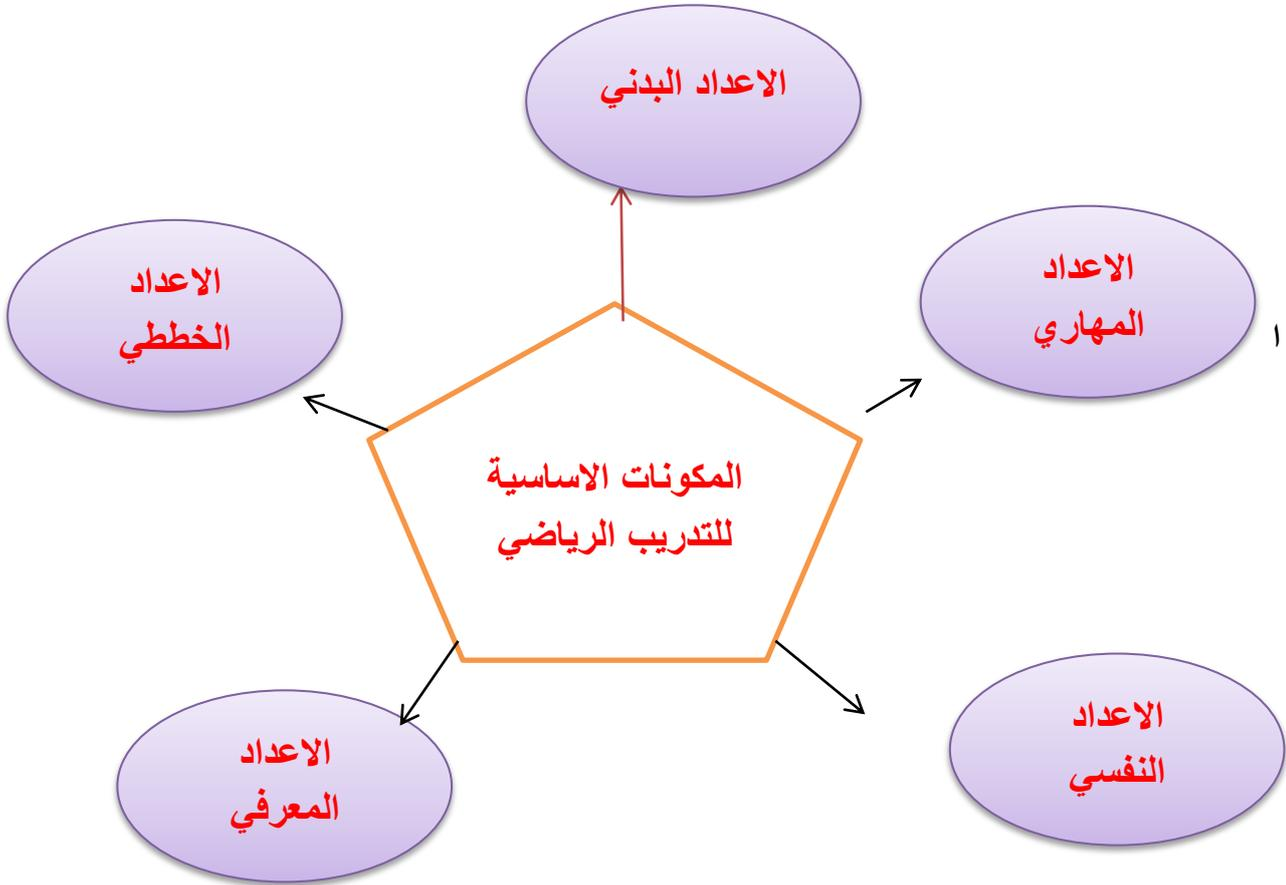 الاعداد البدني
الاعداد
المهاري
ا
الاعداد
الخططي
المكونات الاساسية
للتدريب الرياضي
الاعداد
النفسي
الاعداد
المعرفي